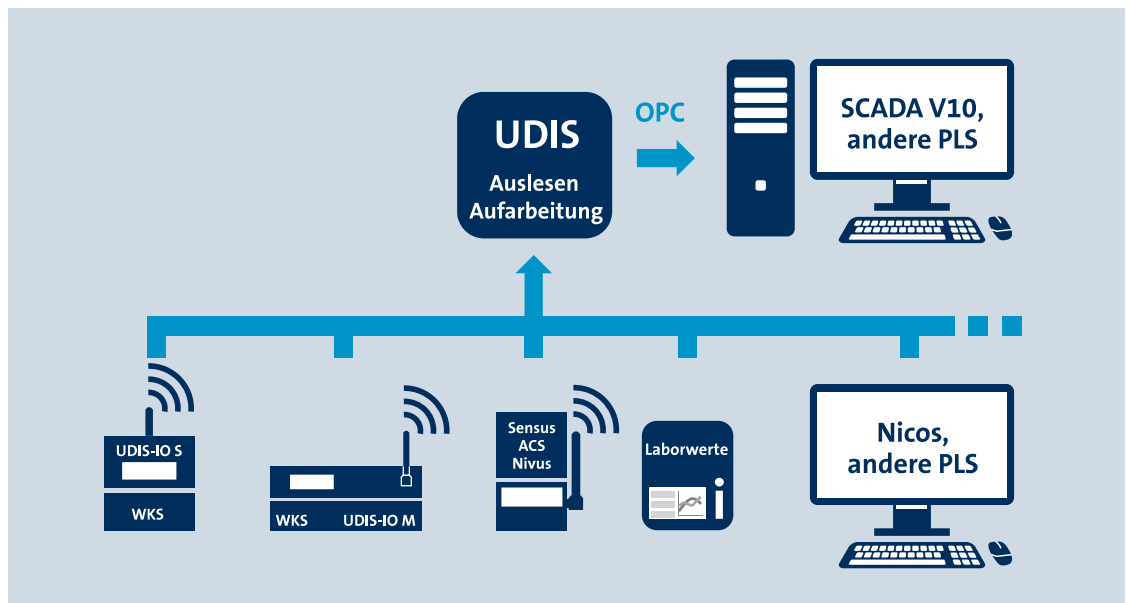 UDIS
Auslesen
Aufarbeitung
OPC
SCADA V10,
andere PLS
UDIS-IO S
WKS
WKS UDIS-IO M
Sensus
ACS
Nivus
Laborwerte
i
Nicos,
andere PLS